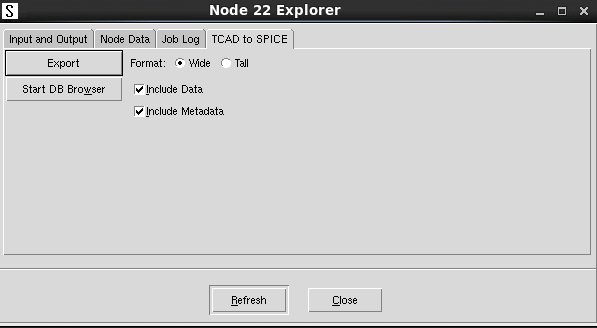 S Node 22 Explorer
Input and Output Node Data Job Log TCAD to SPICE
Export Format: Wide Tall
Start DB Browser Include Data
Include Metadata
Refresh Close